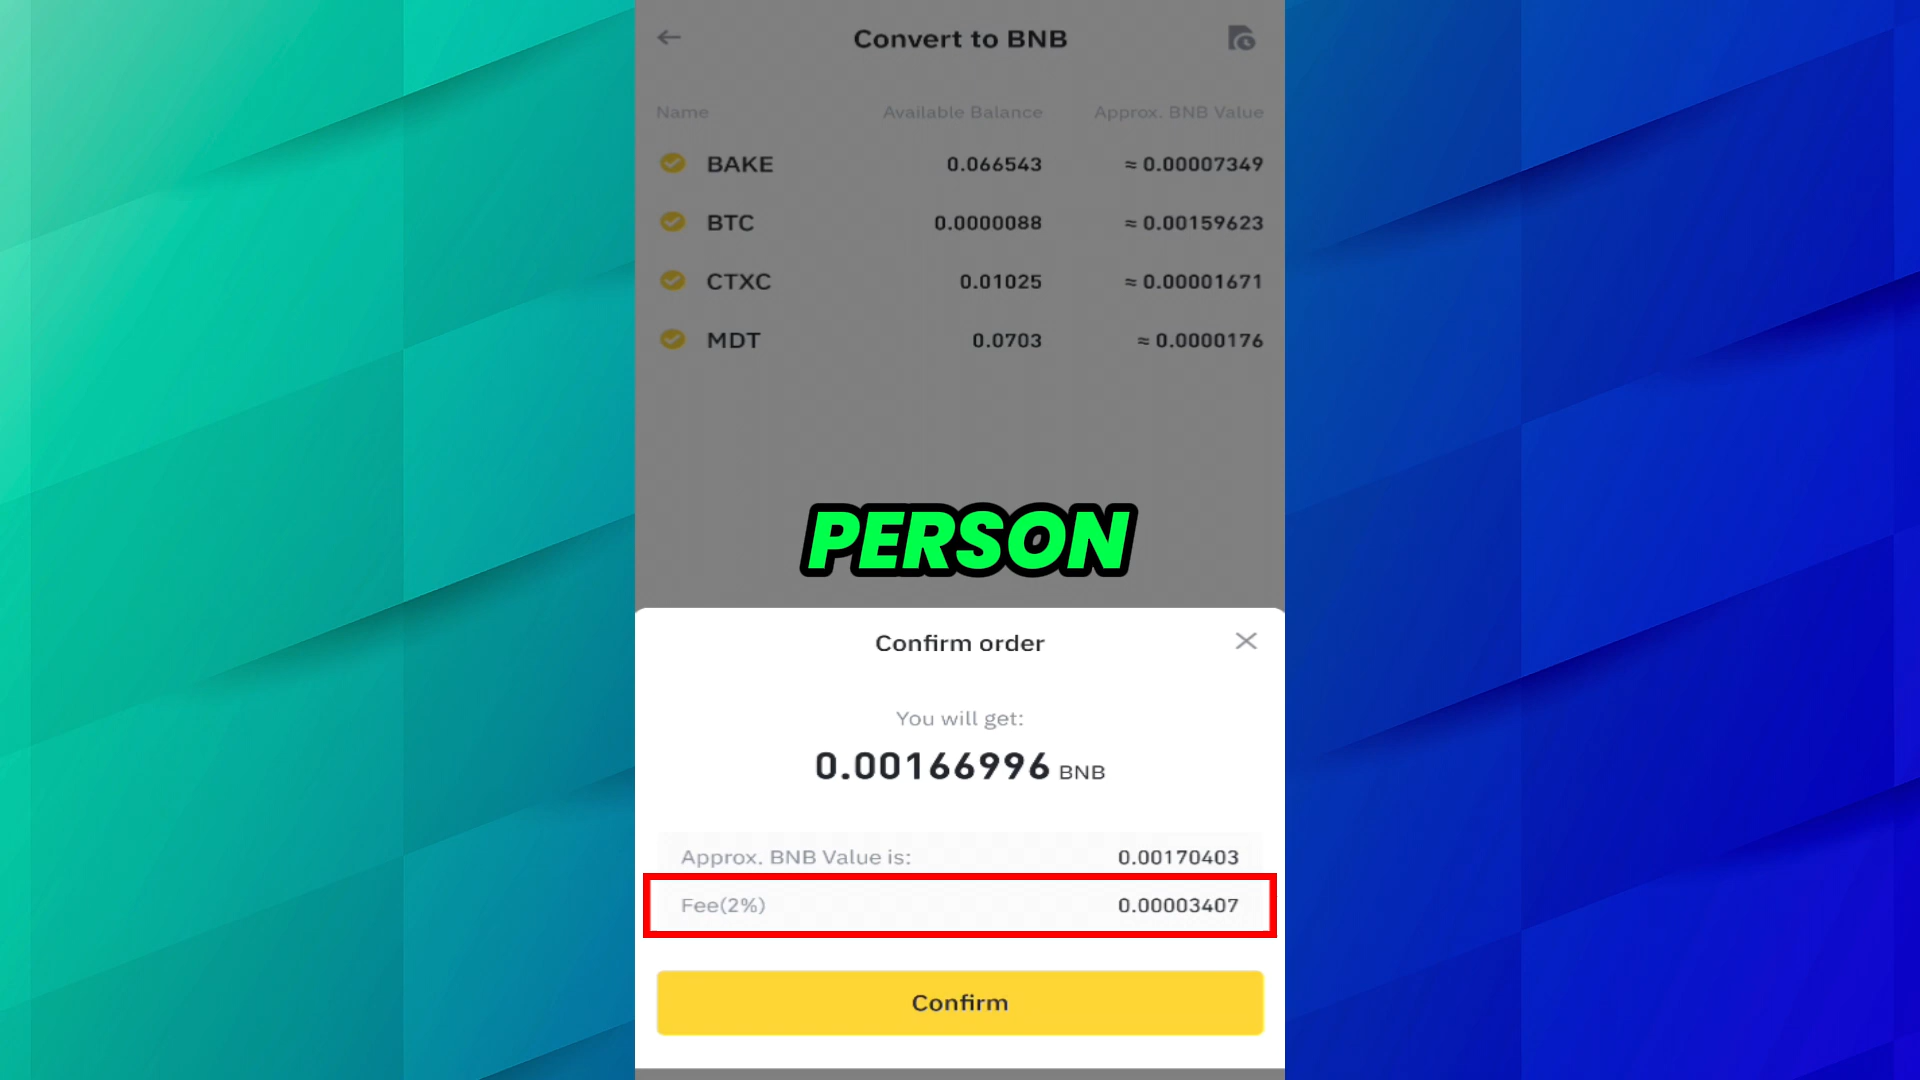 Convert to BNB
Name Available Balance Approx. BNB Value
BAKE 0.066543 ≈ 0.00007349
BTC 0.0000088 ≈ 0.00159623
CTXC 0.01025 ≈ 0.00001671
MDT 0.0703 ≈ 0.0000176
PERSON
Confirm order
You will get:
0.00166996 BNB
Approx. BNB Value is: 0.00170403
Fee(2%) 0.00003407
Confirm